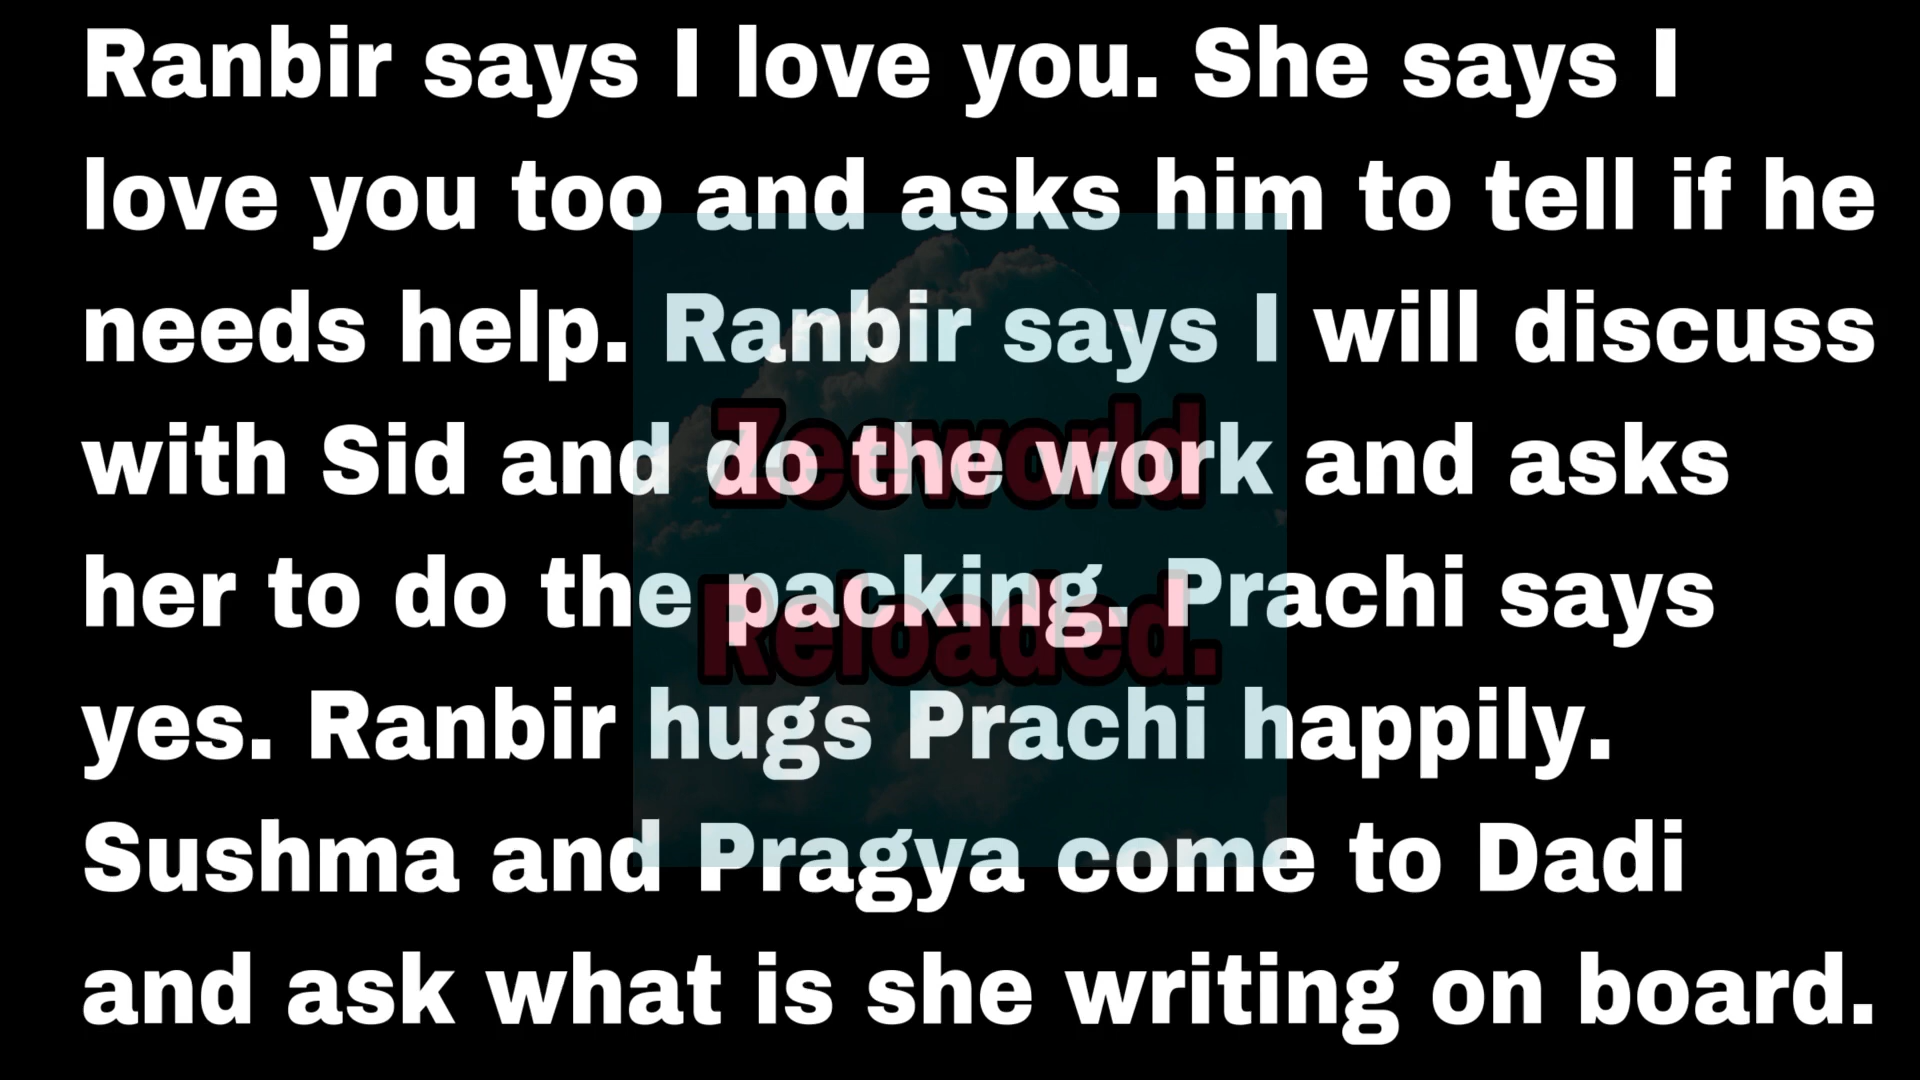 Ranbir says I love you. She says I
love you too and asks him to tell if he
needs help. Ranbir says I will discuss
with Sid and do the work and asks
her to do the packing. Prachi says
yes. Ranbir hugs Prachi happily.
Sushma and Pragya come to Dadi
and ask what is she writing on board.
Zeeworld
Reloaded.